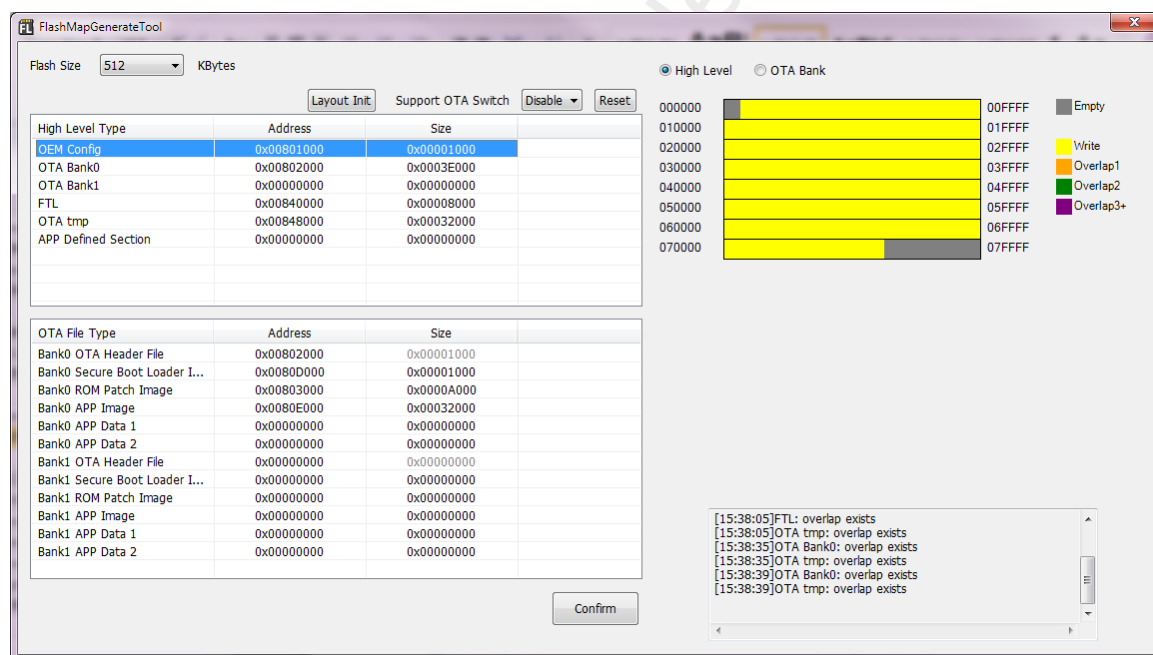 FlashMapGenerateTool
Flash Size 512 KBytes
Layout Init Support OTA Switch Disable Reset
High Level Type Address Size
OEM Config 0x00801000 0x00001000
OTA Bank0 0x00802000 0x0003E000
OTA Bank1 0x00000000 0x00000000
FTL 0x00840000 0x00008000
OTA tmp 0x00848000 0x00032000
APP Defined Section 0x00000000 0x00000000
OTA File Type Address Size
Bank0 OTA Header File 0x00802000 0x00001000
Bank0 Secure Boot Loader I... 0x0080D000 0x00001000
Bank0 ROM Patch Image 0x00803000 0x0000A000
Bank0 APP Image 0x0080E000 0x00032000
Bank0 APP Data 1 0x00000000 0x00000000
Bank0 APP Data 2 0x00000000 0x00000000
Bank1 OTA Header File 0x00000000 0x00000000
Bank1 Secure Boot Loader I... 0x00000000 0x00000000
Bank1 ROM Patch Image 0x00000000 0x00000000
Bank1 APP Image 0x00000000 0x00000000
Bank1 APP Data 1 0x00000000 0x00000000
Bank1 APP Data 2 0x00000000 0x00000000
Confirm
High Level OTA Bank
000000 00FFFF
010000 01FFFF
020000 02FFFF
030000 03FFFF
040000 04FFFF
050000 05FFFF
060000 06FFFF
070000 07FFFF
Empty
Write
Overlap1
Overlap2
Overlap3+
[15:38:05]FTL: overlap exists
[15:38:05]OTA tmp: overlap exists
[15:38:35]OTA Bank0: overlap exists
[15:38:35]OTA tmp: overlap exists
[15:38:39]OTA Bank0: overlap exists
[15:38:39]OTA tmp: overlap exists